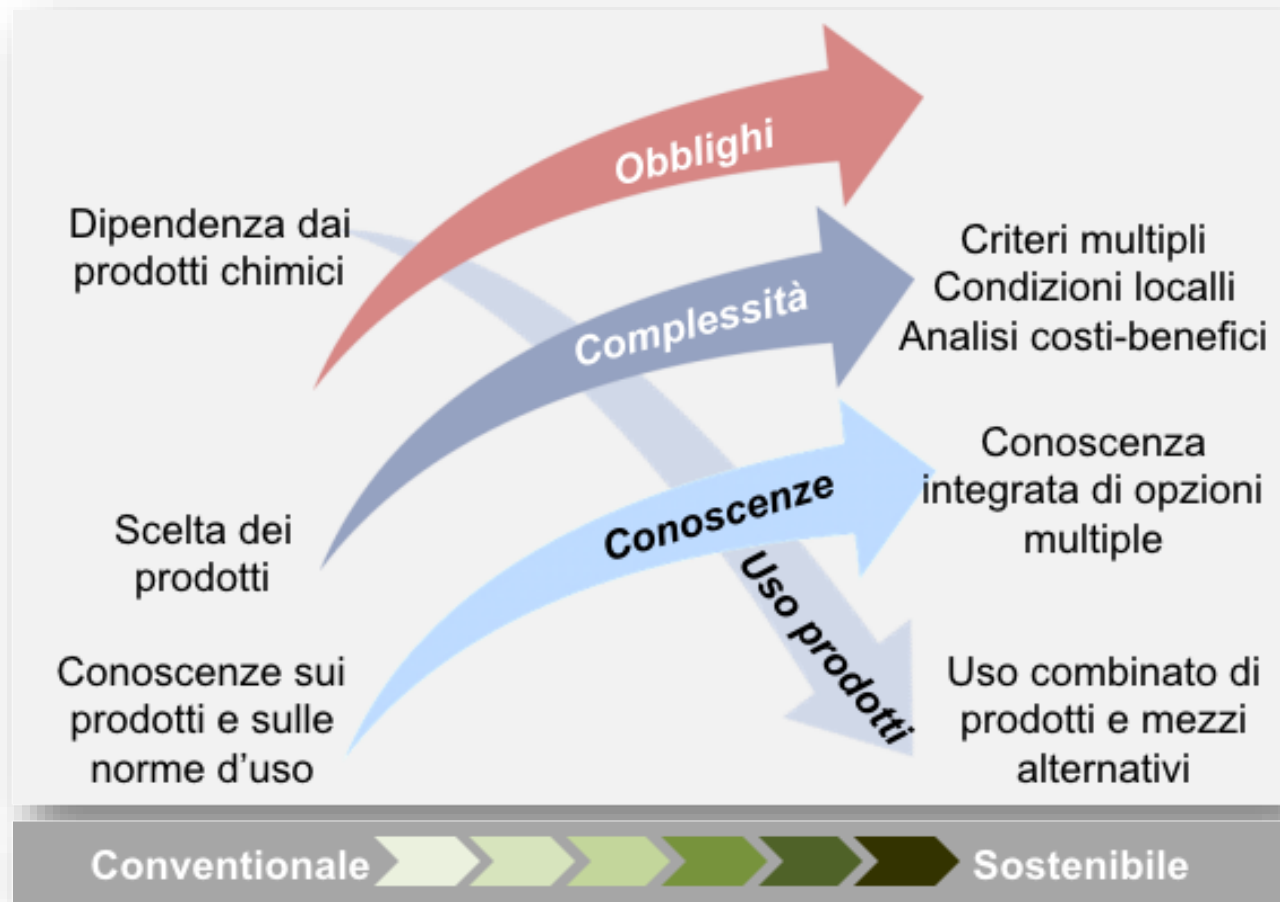 Obblighi
Dipendenza dai
prodotti chimici
Complessità
Criteri multipli
Condizioni localli
Analisi costi-benefici
Conoscenze
Conoscenza
integrata di opzioni
multiple
Scelta dei
prodotti
Uso prodotti
Conoscenze sui
prodotti e sulle
norme d’uso
Uso combinato di
prodotti e mezzi
alternativi
Conventionale
Sostenibile